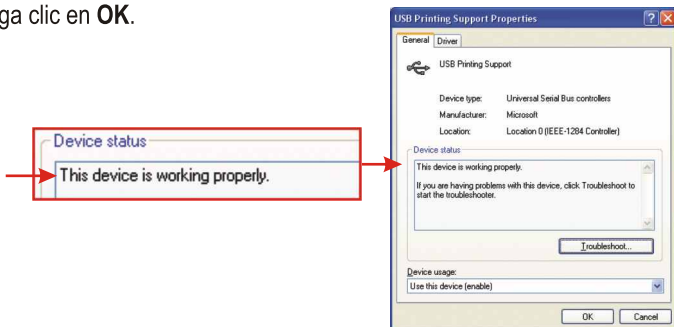 ga clic en OK.
Device status
This device is working properly.
USB Printing Support Properties
General Driver
USB Printing Support
Device type: Universal Serial Bus controllers
Manufacturer: Microsoft
Location: Location 0 (IEEE-1284 Controller)
Device status
This device is working properly.
If you are having problems with this device, click Troubleshoot to
start the troubleshooter.
Troubleshoot...
Device usage:
Use this device (enable)
OK Cancel